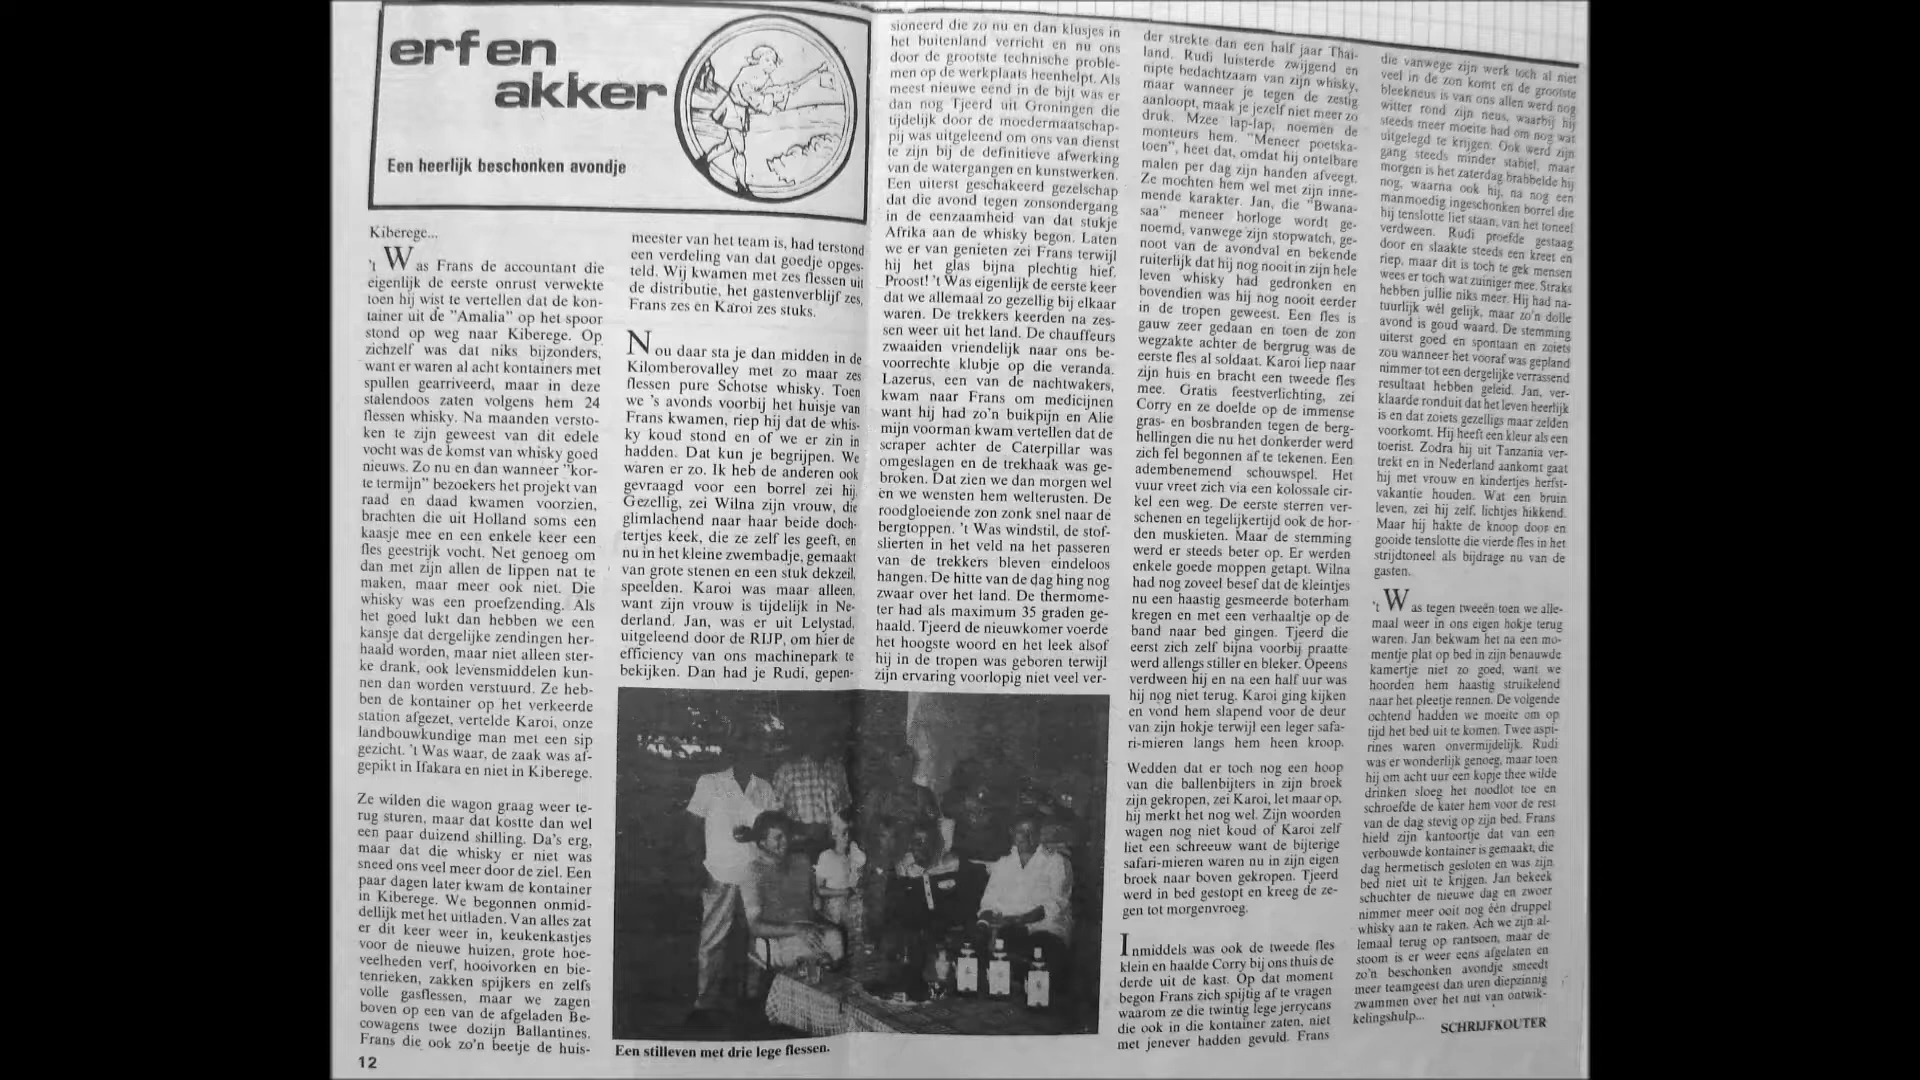 erf en
akker
Een heerlijk beschonken avondje
Kiberege...
't Was Frans de accountant die
eigenlijk de eerste onrust verwekte
toen hij wist te vertellen dat de kon-
tainer uit de "Amalia" op het spoor
stond op weg naar Kiberege. Op
zichzelf was dat niks bijzonders,
want er waren al acht kontainers met
spullen gearriveerd, maar in deze
stalendoos zaten volgens hem 24
flessen whisky. Na maanden versto-
ken te zijn geweest van dit edele
vocht was de komst van whisky goed
nieuws. Zo nu en dan wanneer "kor-
te termijn" bezoekers het projekt van
raad en daad kwamen voorzien,
brachten die uit Holland soms een
kaasje mee en een enkele keer een
fles geestrijk vocht. Net genoeg om
dan met zijn allen de lippen nat te
maken, maar meer ook niet. Die
whisky was een proefzending. Als
het goed lukt dan hebben we een
kansje dat dergelijke zendingen her-
haald worden, maar niet alleen ster-
ke drank, ook levensmiddelen kun-
nen dan worden verstuurd. Ze heb-
ben de kontainer op het verkeerde
station afgezet, vertelde Karoi, onze
landbouwkundige man met een sip
gezicht. 't Was waar, de zaak was af-
gepikt in Ifakara en niet in Kiberege.
Ze wilden die wagon graag weer te-
rug sturen, maar dat kostte dan wel
een paar duizend shilling. Da's erg,
maar dat die whisky er niet was
sneed ons veel meer door de ziel. Een
paar dagen later kwam de kontainer
in Kiberege. We begonnen onmid-
dellijk met het uitladen. Van alles zat
er dit keer weer in, keukenkastjes
voor de nieuwe huizen, grote hoe-
veelheden verf, hooivorken en bie-
tenrieken, zakken spijkers en zelfs
volle gasflessen, maar we zagen
boven op een van de afgeladen Be-
cowagens twee dozijn Ballantines.
Frans die ook zo'n beetje de huis-
12
meester van het team is, had terstond
een verdeling van dat goedje opges-
teld. Wij kwamen met zes flessen uit
de distributie, het gastenverblijf zes,
Frans zes en Karoi zes stuks.
Nou daar sta je dan midden in de
Kilomberovalley met zo maar zes
flessen pure Schotse whisky. Toen
we 's avonds voorbij het huisje van
Frans kwamen, riep hij dat de whis-
ky koud stond en of we er zin in
hadden. Dat kun je begrijpen. We
waren er zo. Ik heb de anderen ook
gevraagd voor een borrel zei hij.
Gezellig, zei Wilna zijn vrouw, die
glimlachend naar haar beide doch-
tertjes keek, die ze zelf les geeft, en
nu in het kleine zwembadje, gemaakt
van grote stenen en een stuk dekzeil,
speelden. Karoi was maar alleen,
want zijn vrouw is tijdelijk in Ne-
derland. Jan, was er uit Lelystad,
uitgeleend door de RIJP, om hier de
efficiency van ons machinepark te
bekijken. Dan had je Rudi, gepen-
Een stilleven met drie lege flessen.
sioneerd die zo nu en dan klusjes in
het buitenland verricht en nu ons
door de grootste technische proble-
men op de werkplaats heenhelpt. Als
meest nieuwe eend in de bijt was er
dan nog Tjeerd uit Groningen die
tijdelijk door de moedermaatschap-
pij was uitgeleend om ons van dienst
te zijn bij de definitieve afwerking
van de watergangen en kunstwerken.
Een uiterst geschakeerd gezelschap
dat die avond tegen zonsondergang
in de eenzaamheid van dat stukje
Afrika aan de whisky begon. Laten
we er van genieten zei Frans terwijl
hij het glas bijna plechtig hief.
Proost! 't Was eigenlijk de eerste keer
dat we allemaal zo gezellig bij elkaar
waren. De trekkers keerden na zes-
sen weer uit het land. De chauffeurs
zwaaiden vriendelijk naar ons be-
voorrechte klubje op die veranda.
Lazerus, een van de nachtwakers,
kwam naar Frans om medicijnen
want hij had zo'n buikpijn en Alie
mijn voorman kwam vertellen dat de
scraper achter de Caterpillar was
omgeslagen en de trekhaak was ge-
broken. Dat zien we dan morgen wel
en we wensten hem welterusten. De
roodgloeiende zon zonk snel naar de
bergtoppen. 't Was windstil, de stof-
slierten in het veld na het passeren
van de trekkers bleven eindeloos
hangen. De hitte van de dag hing nog
zwaar over het land. De thermome-
ter had als maximum 35 graden ge-
haald. Tjeerd de nieuwkomer voerde
het hoogste woord en het leek alsof
hij in de tropen was geboren terwijl
zijn ervaring voorlopig niet veel ver-
der strekte dan een half jaar Thai-
land. Rudi luisterde zwijgend en
nipte bedachtzaam van zijn whisky,
maar wanneer je tegen de zestig
aanloopt, maak je jezelf niet meer zo
druk. Mzee lap-lap, noemen de
monteurs hem. "Meneer poetska-
toen", heet dat, omdat hij ontelbare
malen per dag zijn handen afveegt.
Ze mochten hem wel met zijn inne-
mende karakter. Jan, die "Bwana-
saa" meneer horloge wordt ge-
noemd, vanwege zijn stopwatch, ge-
noot van de avondval en bekende
ruiterlijk dat hij nog nooit in zijn hele
leven whisky had gedronken en
bovendien was hij nog nooit eerder
in de tropen geweest. Een fles is
gauw zeer gedaan en toen de zon
wegzakte achter de bergrug was de
eerste fles al soldaat. Karoi liep naar
zijn huis en bracht een tweede fles
mee. Gratis feestverlichting, zei
Corry en ze doelde op de immense
gras- en bosbranden tegen de berg-
hellingen die nu het donkerder werd
zich fel begonnen af te tekenen. Een
adembenemend schouwspel. Het
vuur vreet zich via een kolossale cir-
kel een weg. De eerste sterren ver-
schenen en tegelijkertijd ook de hor-
den muskieten. Maar de stemming
werd er steeds beter op. Er werden
enkele goede moppen getapt. Wilna
had nog zoveel besef dat de kleintjes
nu een haastig gesmeerde boterham
kregen en met een verhaaltje op de
band naar bed gingen. Tjeerd die
eerst zich zelf bijna voorbij praatte
werd allengs stiller en bleker. Opeens
verdween hij en na een half uur was
hij nog niet terug. Karoi ging kijken
en vond hem slapend voor de deur
van zijn hokje terwijl een leger safa-
ri-mieren langs hem heen kroop.
Wedden dat er toch nog een hoop
van die ballenbijters in zijn broek
zijn gekropen, zei Karoi, let maar op,
hij merkt het nog wel. Zijn woorden
wagen nog niet koud of Karoi zelf
liet een schreeuw want de bijterige
safari-mieren waren nu in zijn eigen
broek naar boven gekropen. Tjeerd
werd in bed gestopt en kreeg de ze-
gen tot morgenvroeg.
Inmiddels was ook de tweede fles
klein en haalde Corry bij ons thuis de
derde uit de kast. Op dat moment
begon Frans zich spijtig af te vragen
waarom ze die twintig lege jerrycans
die ook in die kontainer zaten, niet
met jenever hadden gevuld. Frans
die vanwege zijn werk toch al niet
veel in de zon komt en de grootste
bleekneus is van ons allen werd nog
witter rond zijn neus, waarbij hij
steeds meer moeite had om nog wat
uitgelegd te krijgen. Ook werd zijn
gang steeds minder stabiel, maar
morgen is het zaterdag brabbelde hij
nog, waarna ook hij, na nog een
manmoedig ingeschonken borrel die
hij tenslotte liet staan, van het toneel
verdween. Rudi proefde gestaag
door en slaakte steeds een kreet en
riep, maar dit is toch te gek mensen
wees er toch wat zuiniger mee. Straks
hebben jullie niks meer. Hij had na-
tuurlijk wél gelijk, maar zo'n dolle
avond is goud waard. De stemming
uiterst goed en spontaan en zoiets
zou wanneer het vooraf was gepland
nimmer tot een dergelijke verrassend
resultaat hebben geleid. Jan, ver-
klaarde ronduit dat het leven heerlijk
is en dat zoiets gezelligs maar zelden
voorkomt. Hij heeft een kleur als een
toerist. Zodra hij uit Tanzania ver-
trekt en in Nederland aankomt gaat
hij met vrouw en kindertjes herfst-
vakantie houden. Wat een bruin
leven, zei hij zelf, lichtjes hikkend.
Maar hij hakte de knoop door en
gooide tenslotte die vierde fles in het
strijdtoneel als bijdrage nu van de
gasten.
't Was tegen tweeën toen we alle-
maal weer in ons eigen hokje terug
waren. Jan bekwam het na een mo-
mentje plat op bed in zijn benauwde
kamertje niet zo goed, want we
hoorden hem haastig struikelend
naar het pleetje rennen. De volgende
ochtend hadden we moeite om op
tijd het bed uit te komen. Twee aspi-
rines waren onvermijdelijk. Rudi
was er wonderlijk genoeg, maar toen
hij om acht uur een kopje thee wilde
drinken sloeg het noodlot toe en
schroefde de kater hem voor de rest
van de dag stevig op zijn bed. Frans
hield zijn kantoortje dat van een
verbouwde kontainer is gemaakt, die
dag hermetisch gesloten en was zijn
bed niet uit te krijgen. Jan bekeek
schuchter de nieuwe dag en zwoer
nimmer meer ooit nog één druppel
whisky aan te raken. Ach we zijn al-
lemaal terug op rantsoen, maar de
stoom is er weer eens afgelaten en
zo'n beschonken avondje smeedt
meer teamgeest dan uren diepzinnig
zwammen over het nut van ontwik-
kelingshulp...
SCHRIJFKOUTER